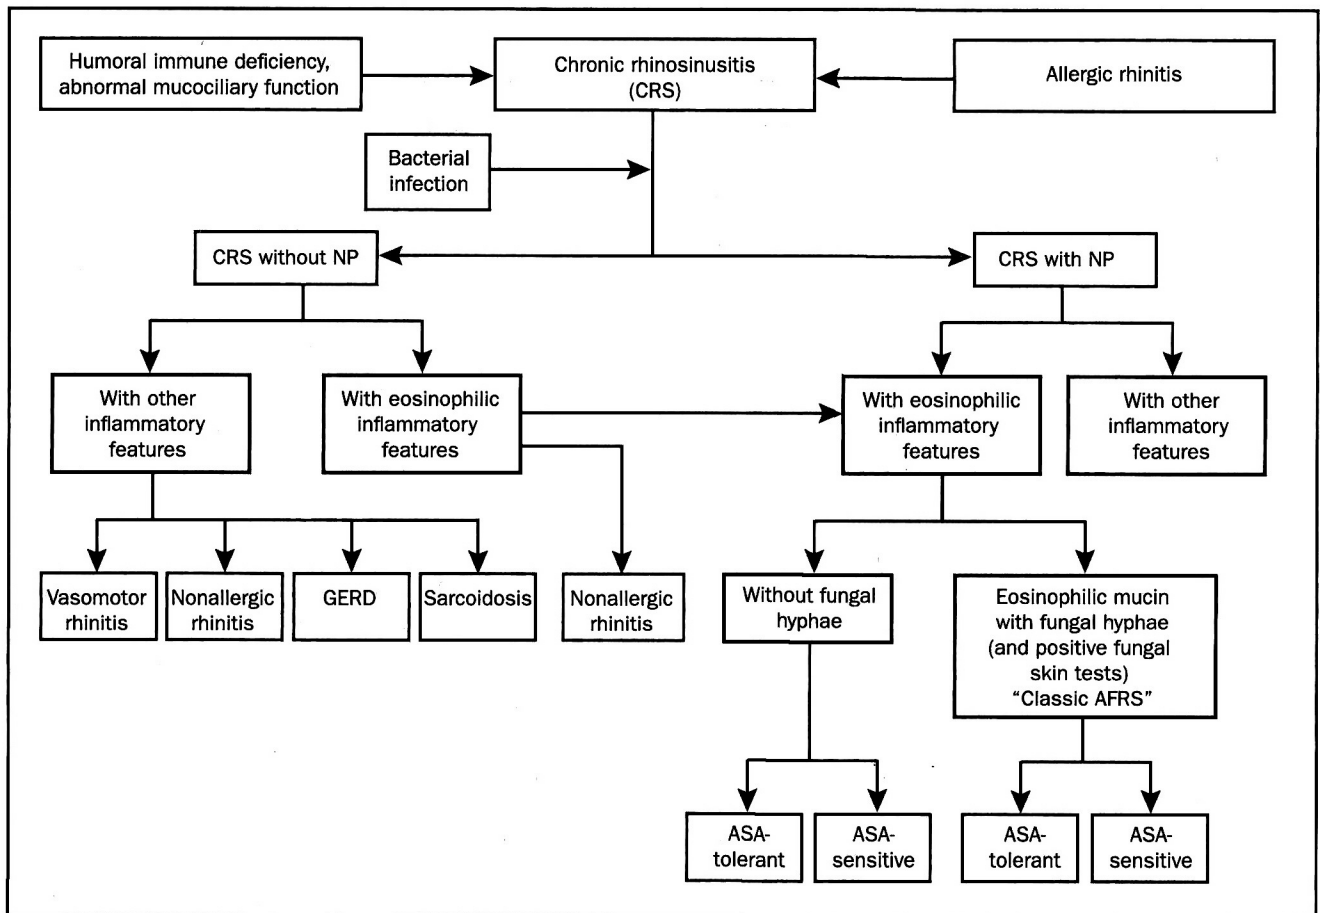 Humoral immune deficiency,
abnormal mucociliary function
Chronic rhinosinusitis
(CRS)
Allergic rhinitis
Bacterial
infection
CRS without NP
CRS with NP
With other
inflammatory
features
With eosinophilic
inflammatory
features
With eosinophilic
inflammatory
features
With other
inflammatory
features
Vasomotor
rhinitis
Nonallergic
rhinitis
GERD
Sarcoidosis
Nonallergic
rhinitis
Without fungal
hyphae
Eosinophilic mucin
with fungal hyphae
(and positive fungal
skin tests)
“Classic AFRS”
ASA-
tolerant
ASA-
sensitive
ASA-
tolerant
ASA-
sensitive